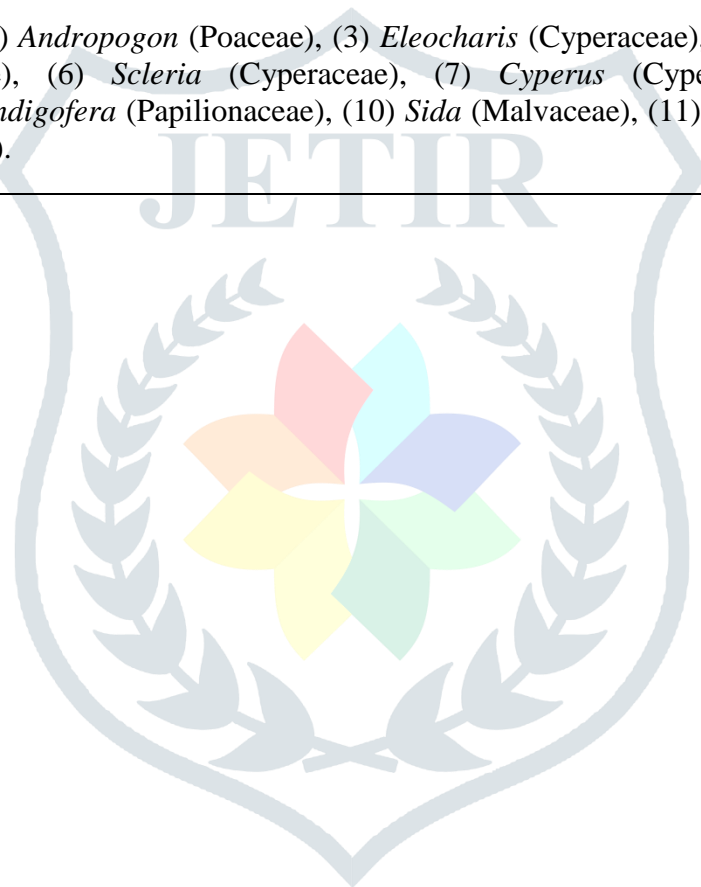 ) Andropogon (Poaceae), (3) Eleocharis (Cyperaceae)
), (6) Scleria (Cyperaceae), (7) Cyperus (Cype
ndigofera (Papilionaceae), (10) Sida (Malvaceae), (11)
).
JETIR